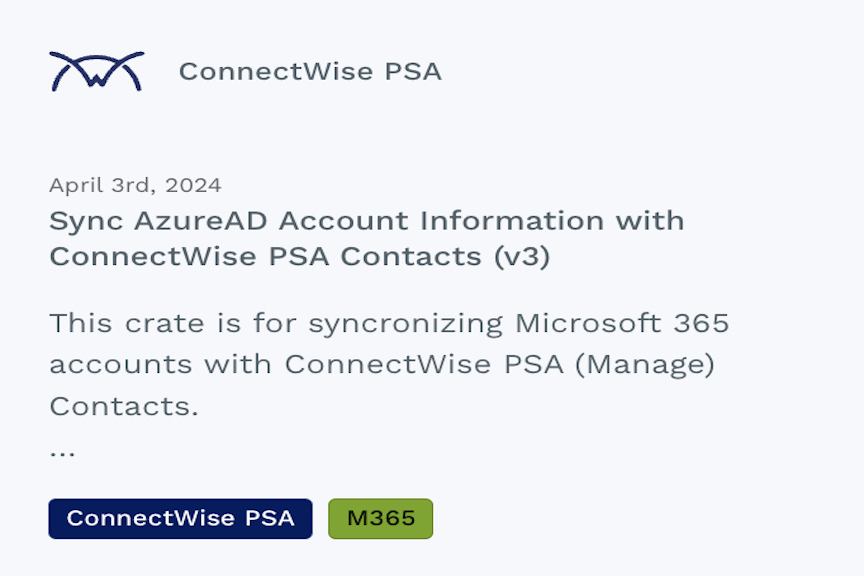 ConnectWise PSA
April 3rd, 2024
Sync AzureAD Account Information with
ConnectWise PSA Contacts (v3)
This crate is for syncronizing Microsoft 365
accounts with ConnectWise PSA (Manage)
Contacts.
...
ConnectWise PSA
M365